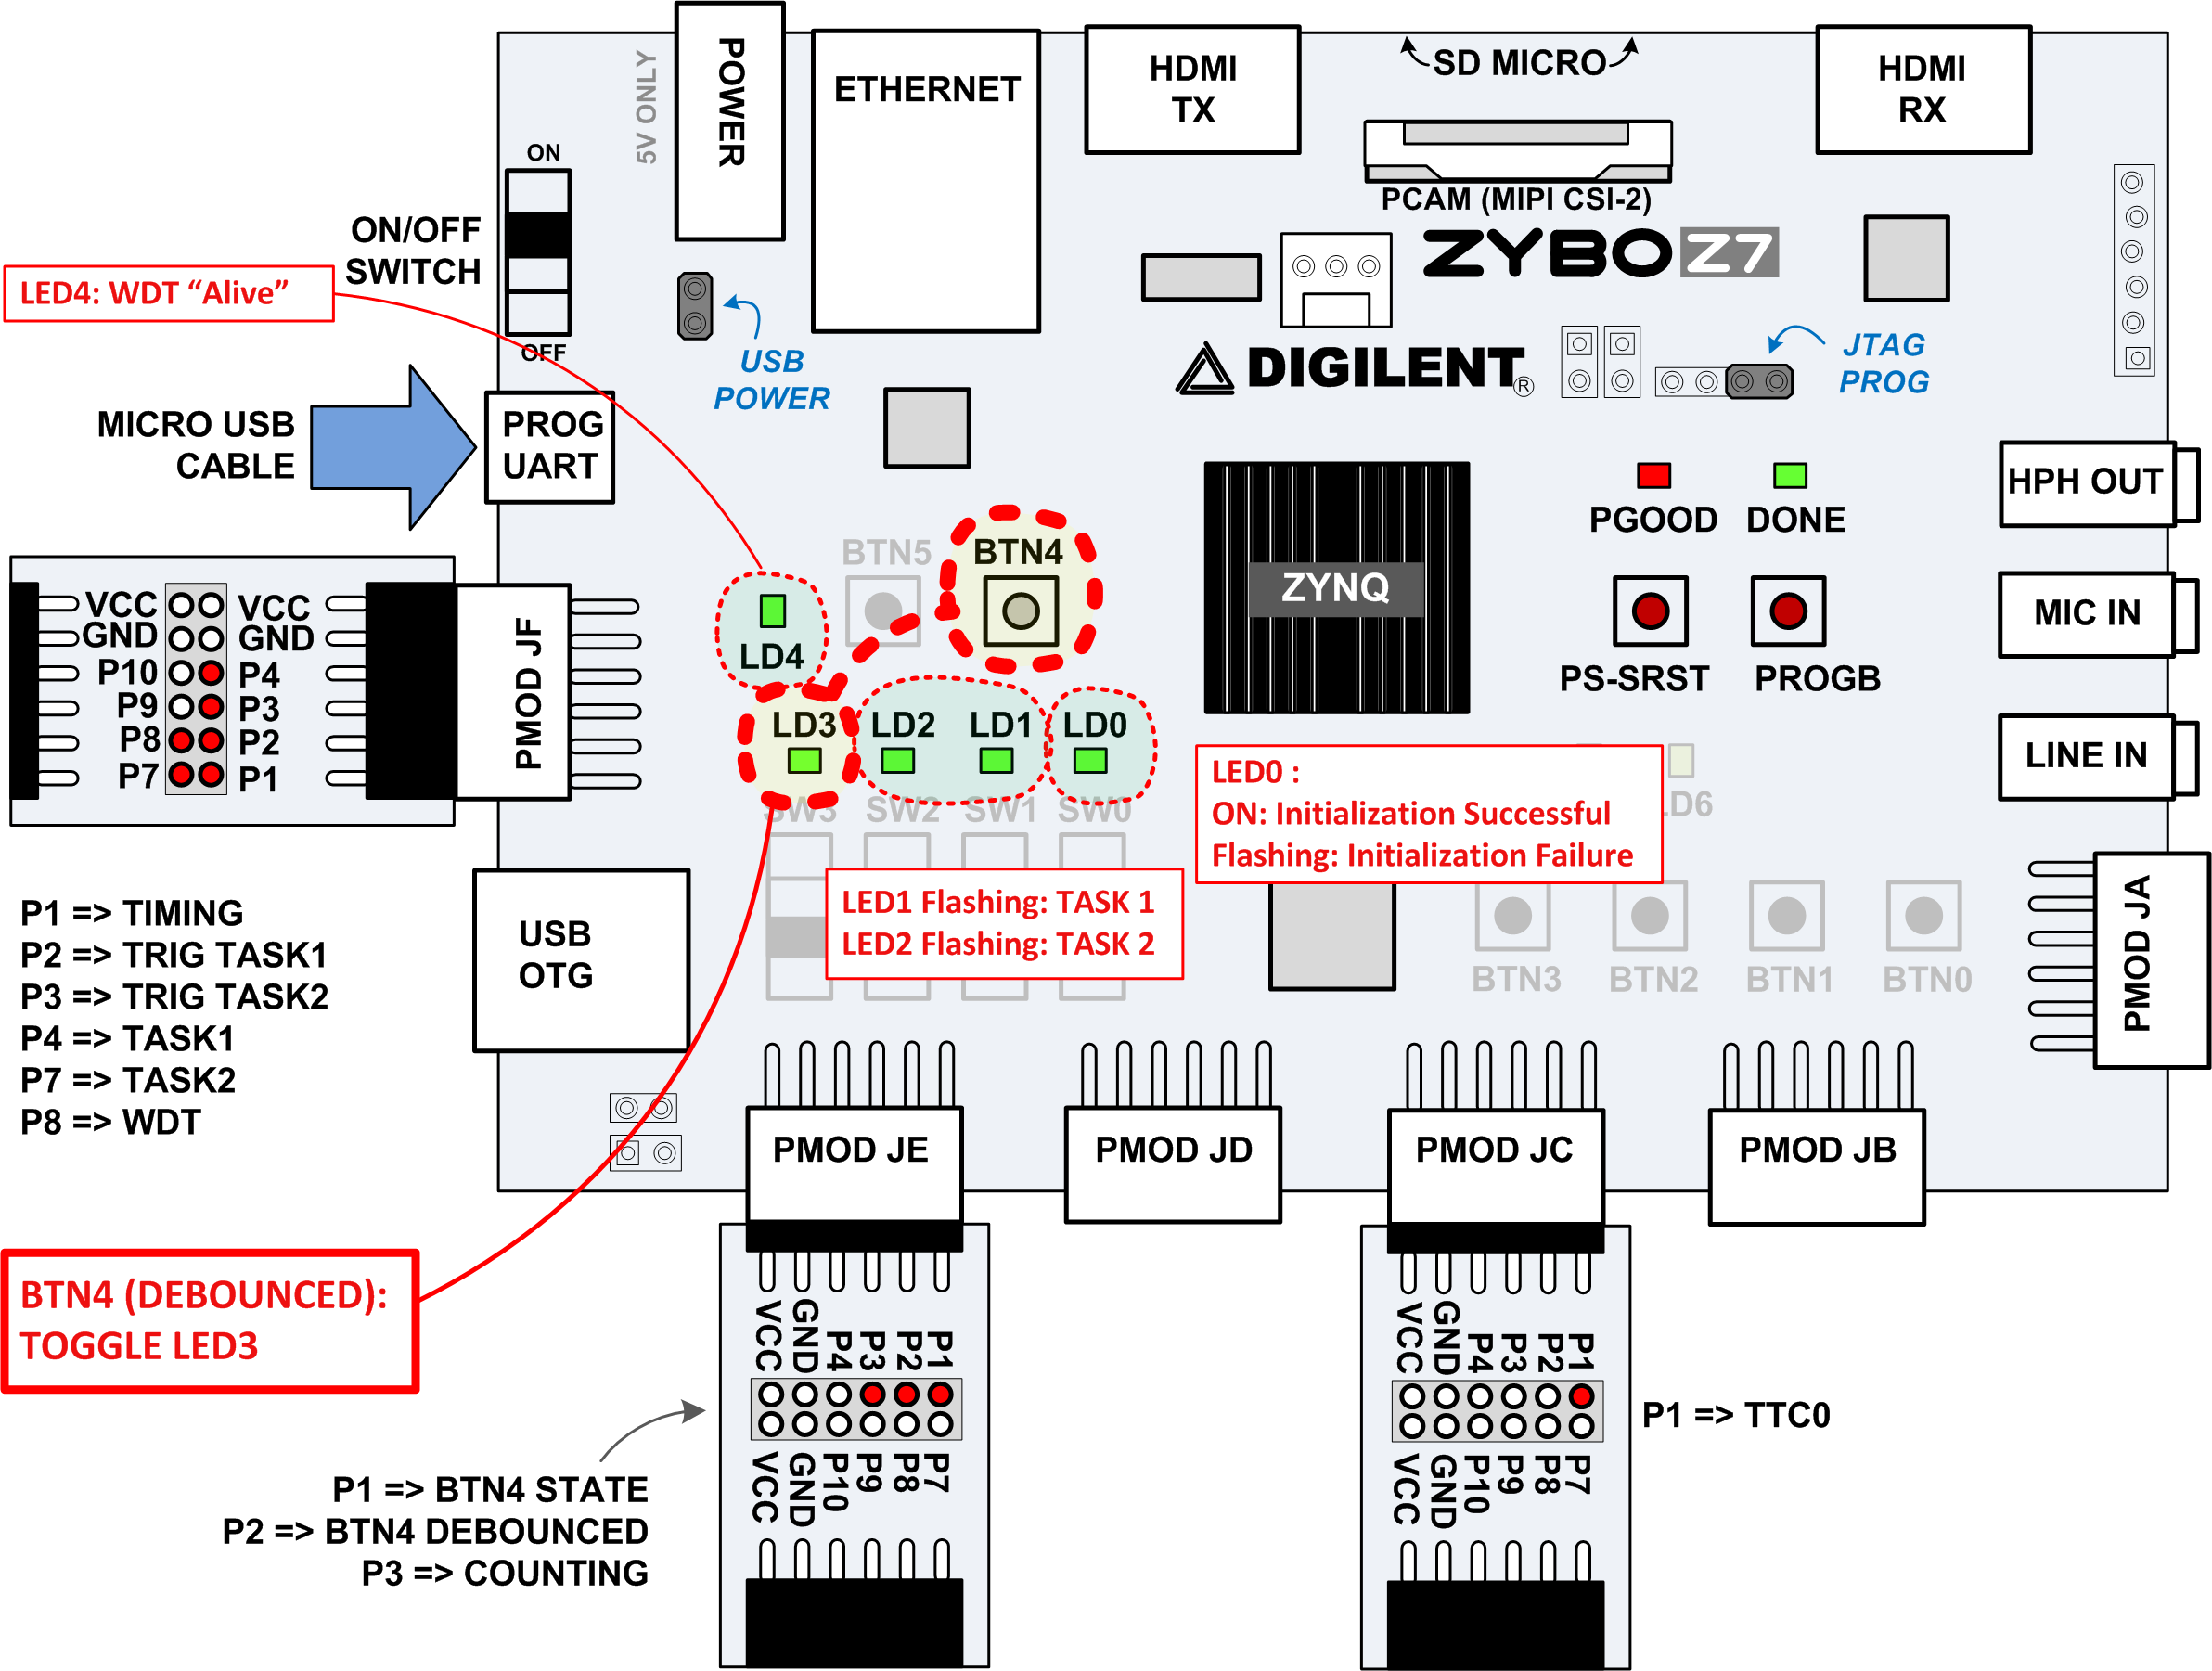 5V ONLY
POWER
ETHERNET
HDMI
TX
SD MICRO
HDMI
RX
ON
ON/OFF
SWITCH
OFF
PCAM (MIPI CSI-2)
ZYBO Z7
LED4: WDT “Alive”
USB
POWER
DIGILENT®
JTAG
PROG
MICRO USB
CABLE
PROG
UART
PGOOD
DONE
HPH OUT
BTN5
BTN4
ZYNQ
PS-SRST
PROGB
MIC IN
LD4
VCC VCC
GND GND
P10 P4
P9 P3
P8 P2
P7 P1
PMOD JF
LD3
LD2
LD1
LD0
LINE IN
LED0 :
ON: Initialization Successful
Flashing: Initialization Failure
LD6
SW3
SW2
SW1
SW0
LED1 Flashing: TASK 1
LED2 Flashing: TASK 2
P1 => TIMING
P2 => TRIG TASK1
P3 => TRIG TASK2
P4 => TASK1
P7 => TASK2
P8 => WDT
USB
OTG
BTN3
BTN2
BTN1
BTN0
PMOD JA
PMOD JE
PMOD JD
PMOD JC
PMOD JB
BTN4 (DEBOUNCED):
TOGGLE LED3
VCC GND P4 P3 P2 P1
VCC GND P10 P9 P8 P7
VCC GND P4 P3 P2 P1
VCC GND P10 P9 P8 P7
P1 => TTC0
P1 => BTN4 STATE
P2 => BTN4 DEBOUNCED
P3 => COUNTING